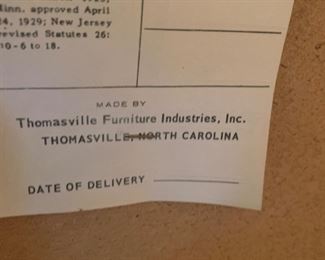 Minn. approved April
24, 1929; New Jersey
Revised Statutes 26:
10-6 to 18.
MADE BY
Thomasville Furniture Industries, Inc.
THOMASVILLE, NORTH CAROLINA
DATE OF DELIVERY